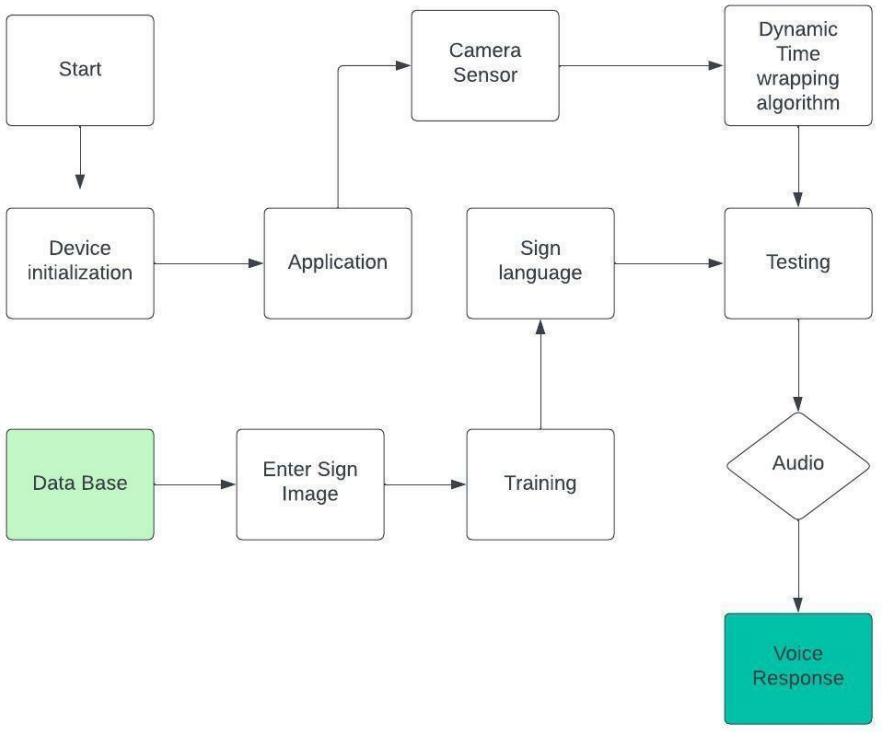 Start
Camera
Sensor
Dynamic
Time
wrapping
algorithm
Device
initialization
Application
Sign
language
Testing
Data Base
Enter Sign
Image
Training
Audio
Voice
Response